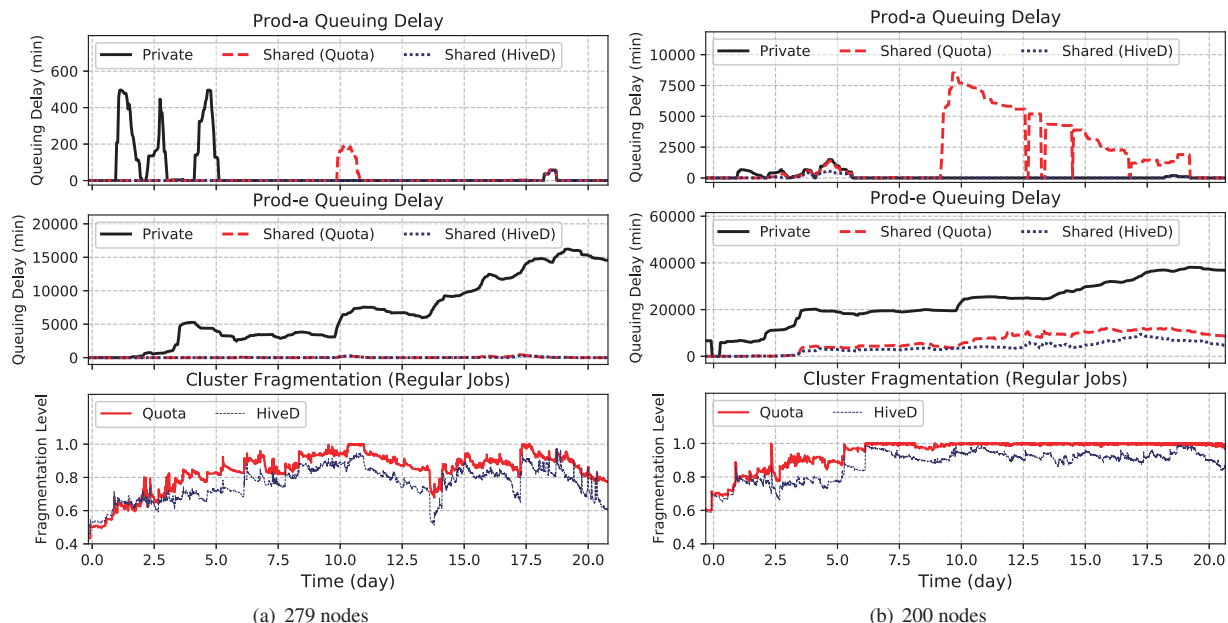 Prod-a Queuing Delay
Queuing Delay (min)
600
400
200
0
Private
Shared (Quota)
Shared (HiveD)
Prod-e Queuing Delay
Queuing Delay (min)
20000
15000
10000
5000
0
Private
Shared (Quota)
Shared (HiveD)
Cluster Fragmentation (Regular Jobs)
Fragmentation Level
1.0
0.8
0.6
0.4
Quota
HiveD
0.0 2.5 5.0 7.5 10.0 12.5 15.0 17.5 20.0
Time (day)
(a) 279 nodes
Prod-a Queuing Delay
Queuing Delay (min)
10000
7500
5000
2500
0
Private
Shared (Quota)
Shared (HiveD)
Prod-e Queuing Delay
Queuing Delay (min)
60000
40000
20000
0
Private
Shared (Quota)
Shared (HiveD)
Cluster Fragmentation (Regular Jobs)
Fragmentation Level
1.0
0.8
0.6
0.4
Quota
HiveD
0.0 2.5 5.0 7.5 10.0 12.5 15.0 17.5 20.0
Time (day)
(b) 200 nodes